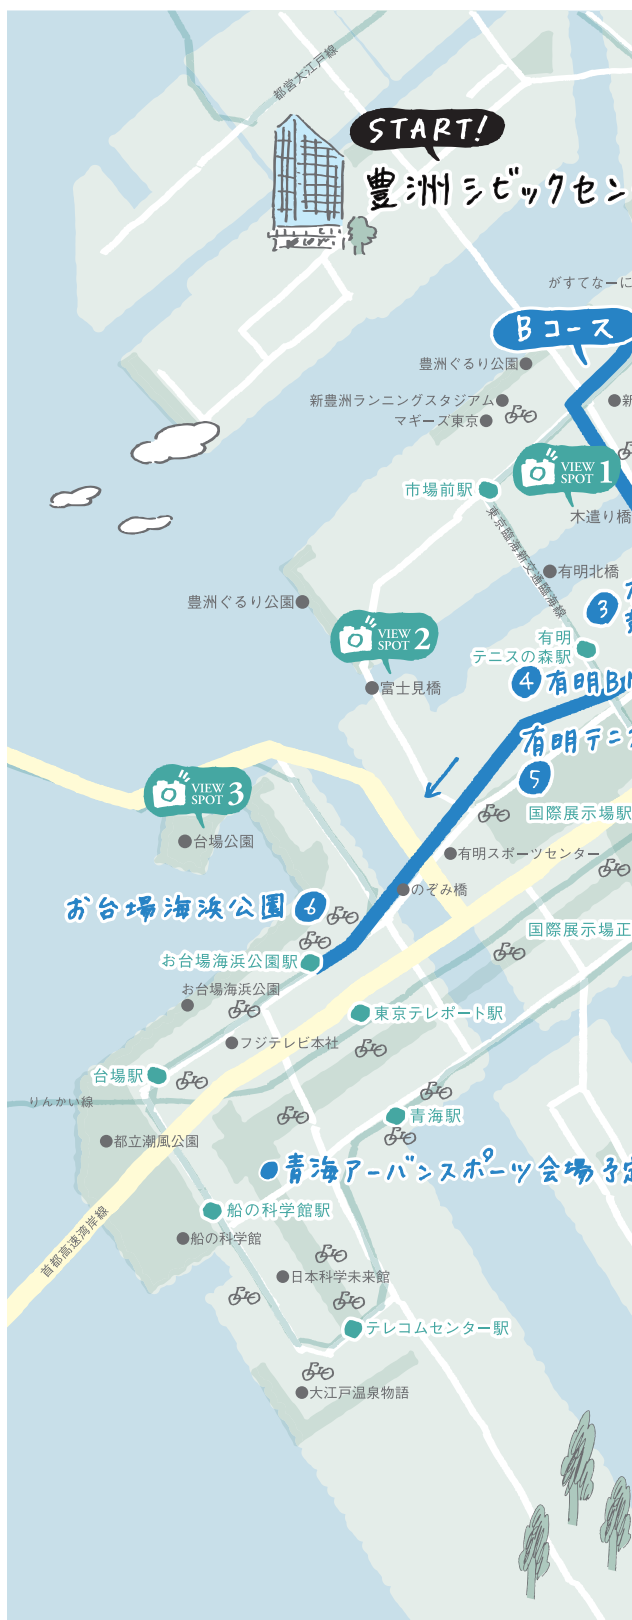 都営大江戸線
START!
豊洲シビックセン
がすてなーに
Bコース
豊洲ぐるり公園
新豊洲ランニングスタジアム
新
マギーズ東京
VIEW
SPOT 1
市場前駅
木遣り橋
東京臨海新交通臨海線
有明北橋
豊洲ぐるり公園
3
VIEW
SPOT 2
有明
テニスの森駅
4 有明BM
富士見橋
有明テニ
5
VIEW
SPOT 3
国際展示場駅
台場公園
有明スポーツセンター
のぞみ橋
お台場海浜公園 6
国際展示場正
お台場海浜公園駅
お台場海浜公園
東京テレポート駅
フジテレビ本社
台場駅
りんかい線
青海駅
都立潮風公園
青海アーバンスポーツ会場予定
船の科学館駅
首都高速湾岸線
船の科学館
日本科学未来館
テレコムセンター駅
大江戸温泉物語